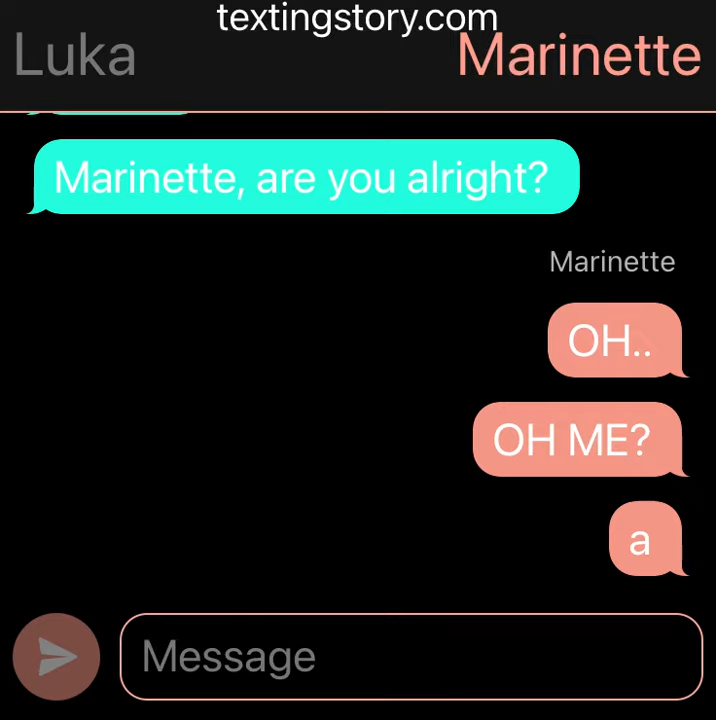 textingstory.com
Luka
Marinette
Marinette, are you alright?
Marinette
OH..
OH ME?
a
Message